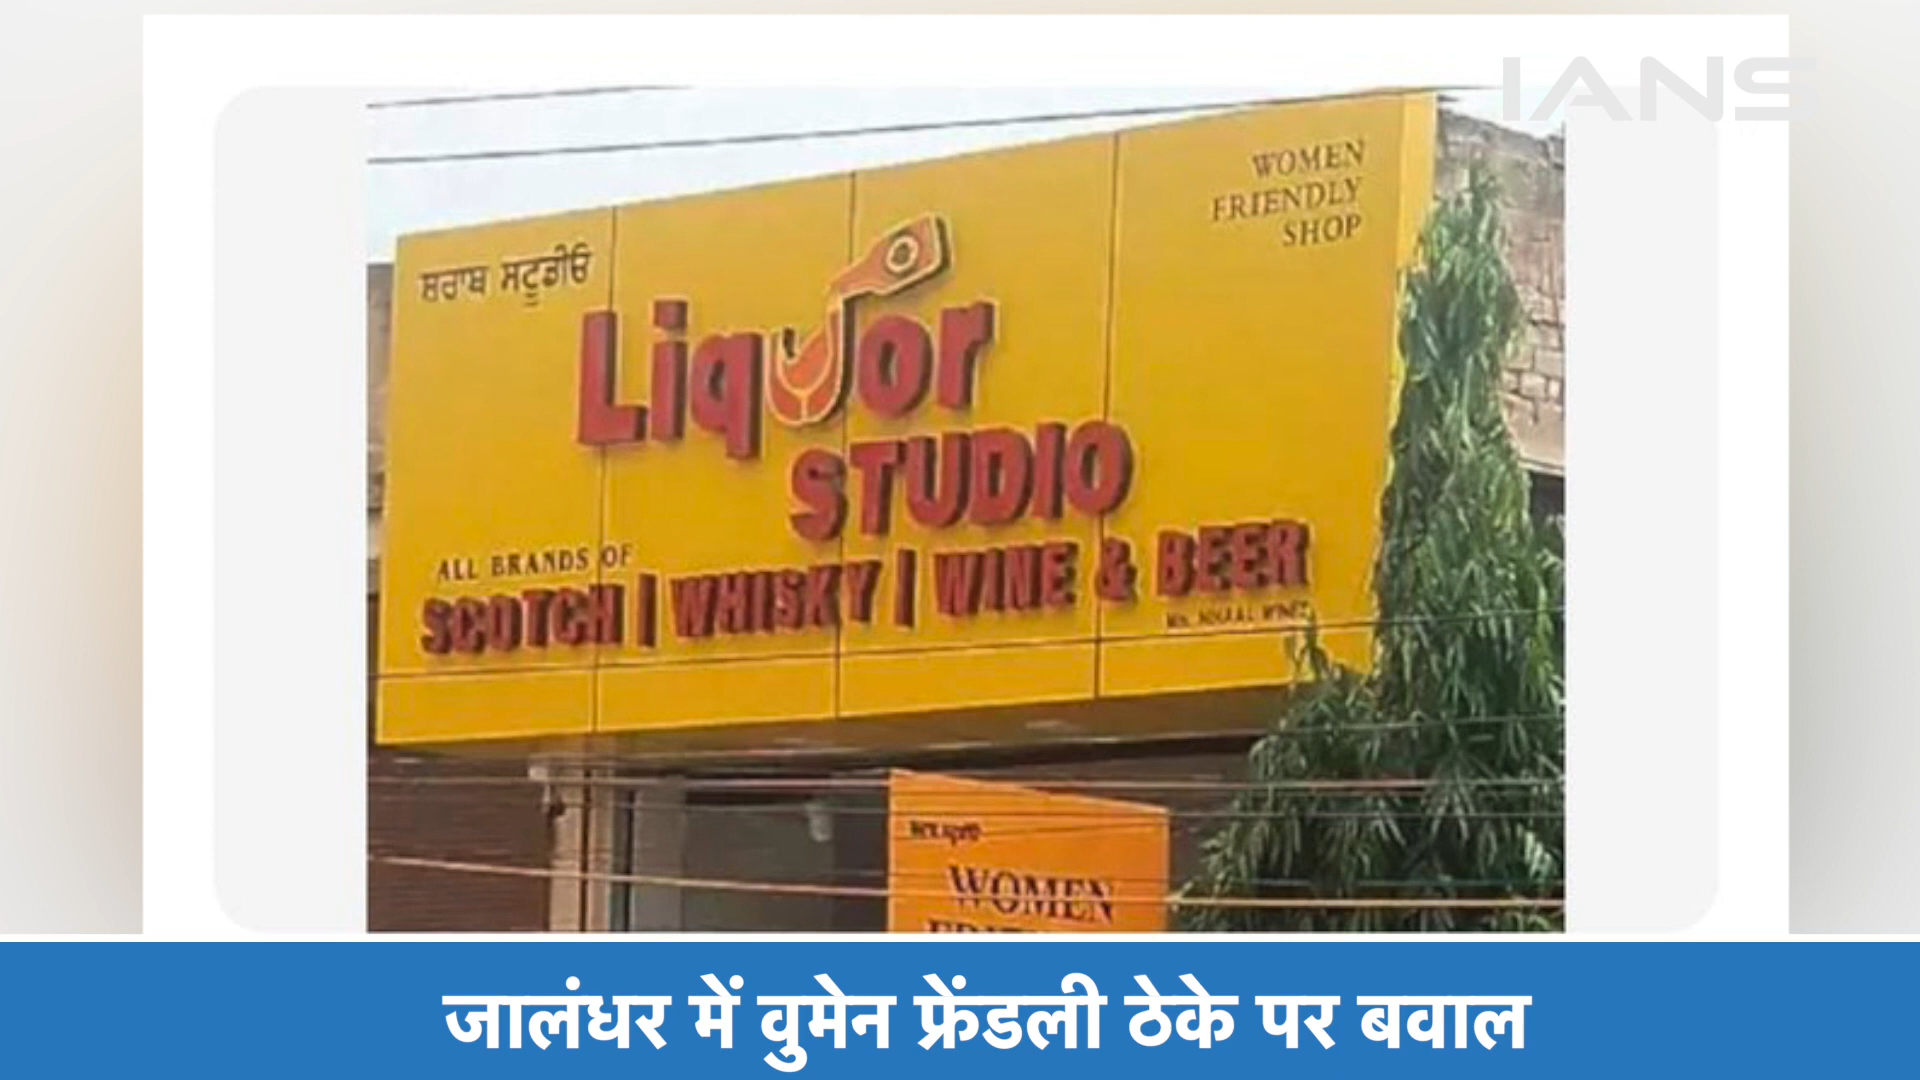 IANS
WOMEN
FRIENDLY
SHOP
ਸ਼ਰਾਬ ਸਟੂਡੀਓ
Liquor
STUDIO
ALL BRANDS OF
SCOTCH | WHISKY | WINE & BEER
WOMEN
जालंधर में वुमेन फ्रेंडली ठेके पर बवाल